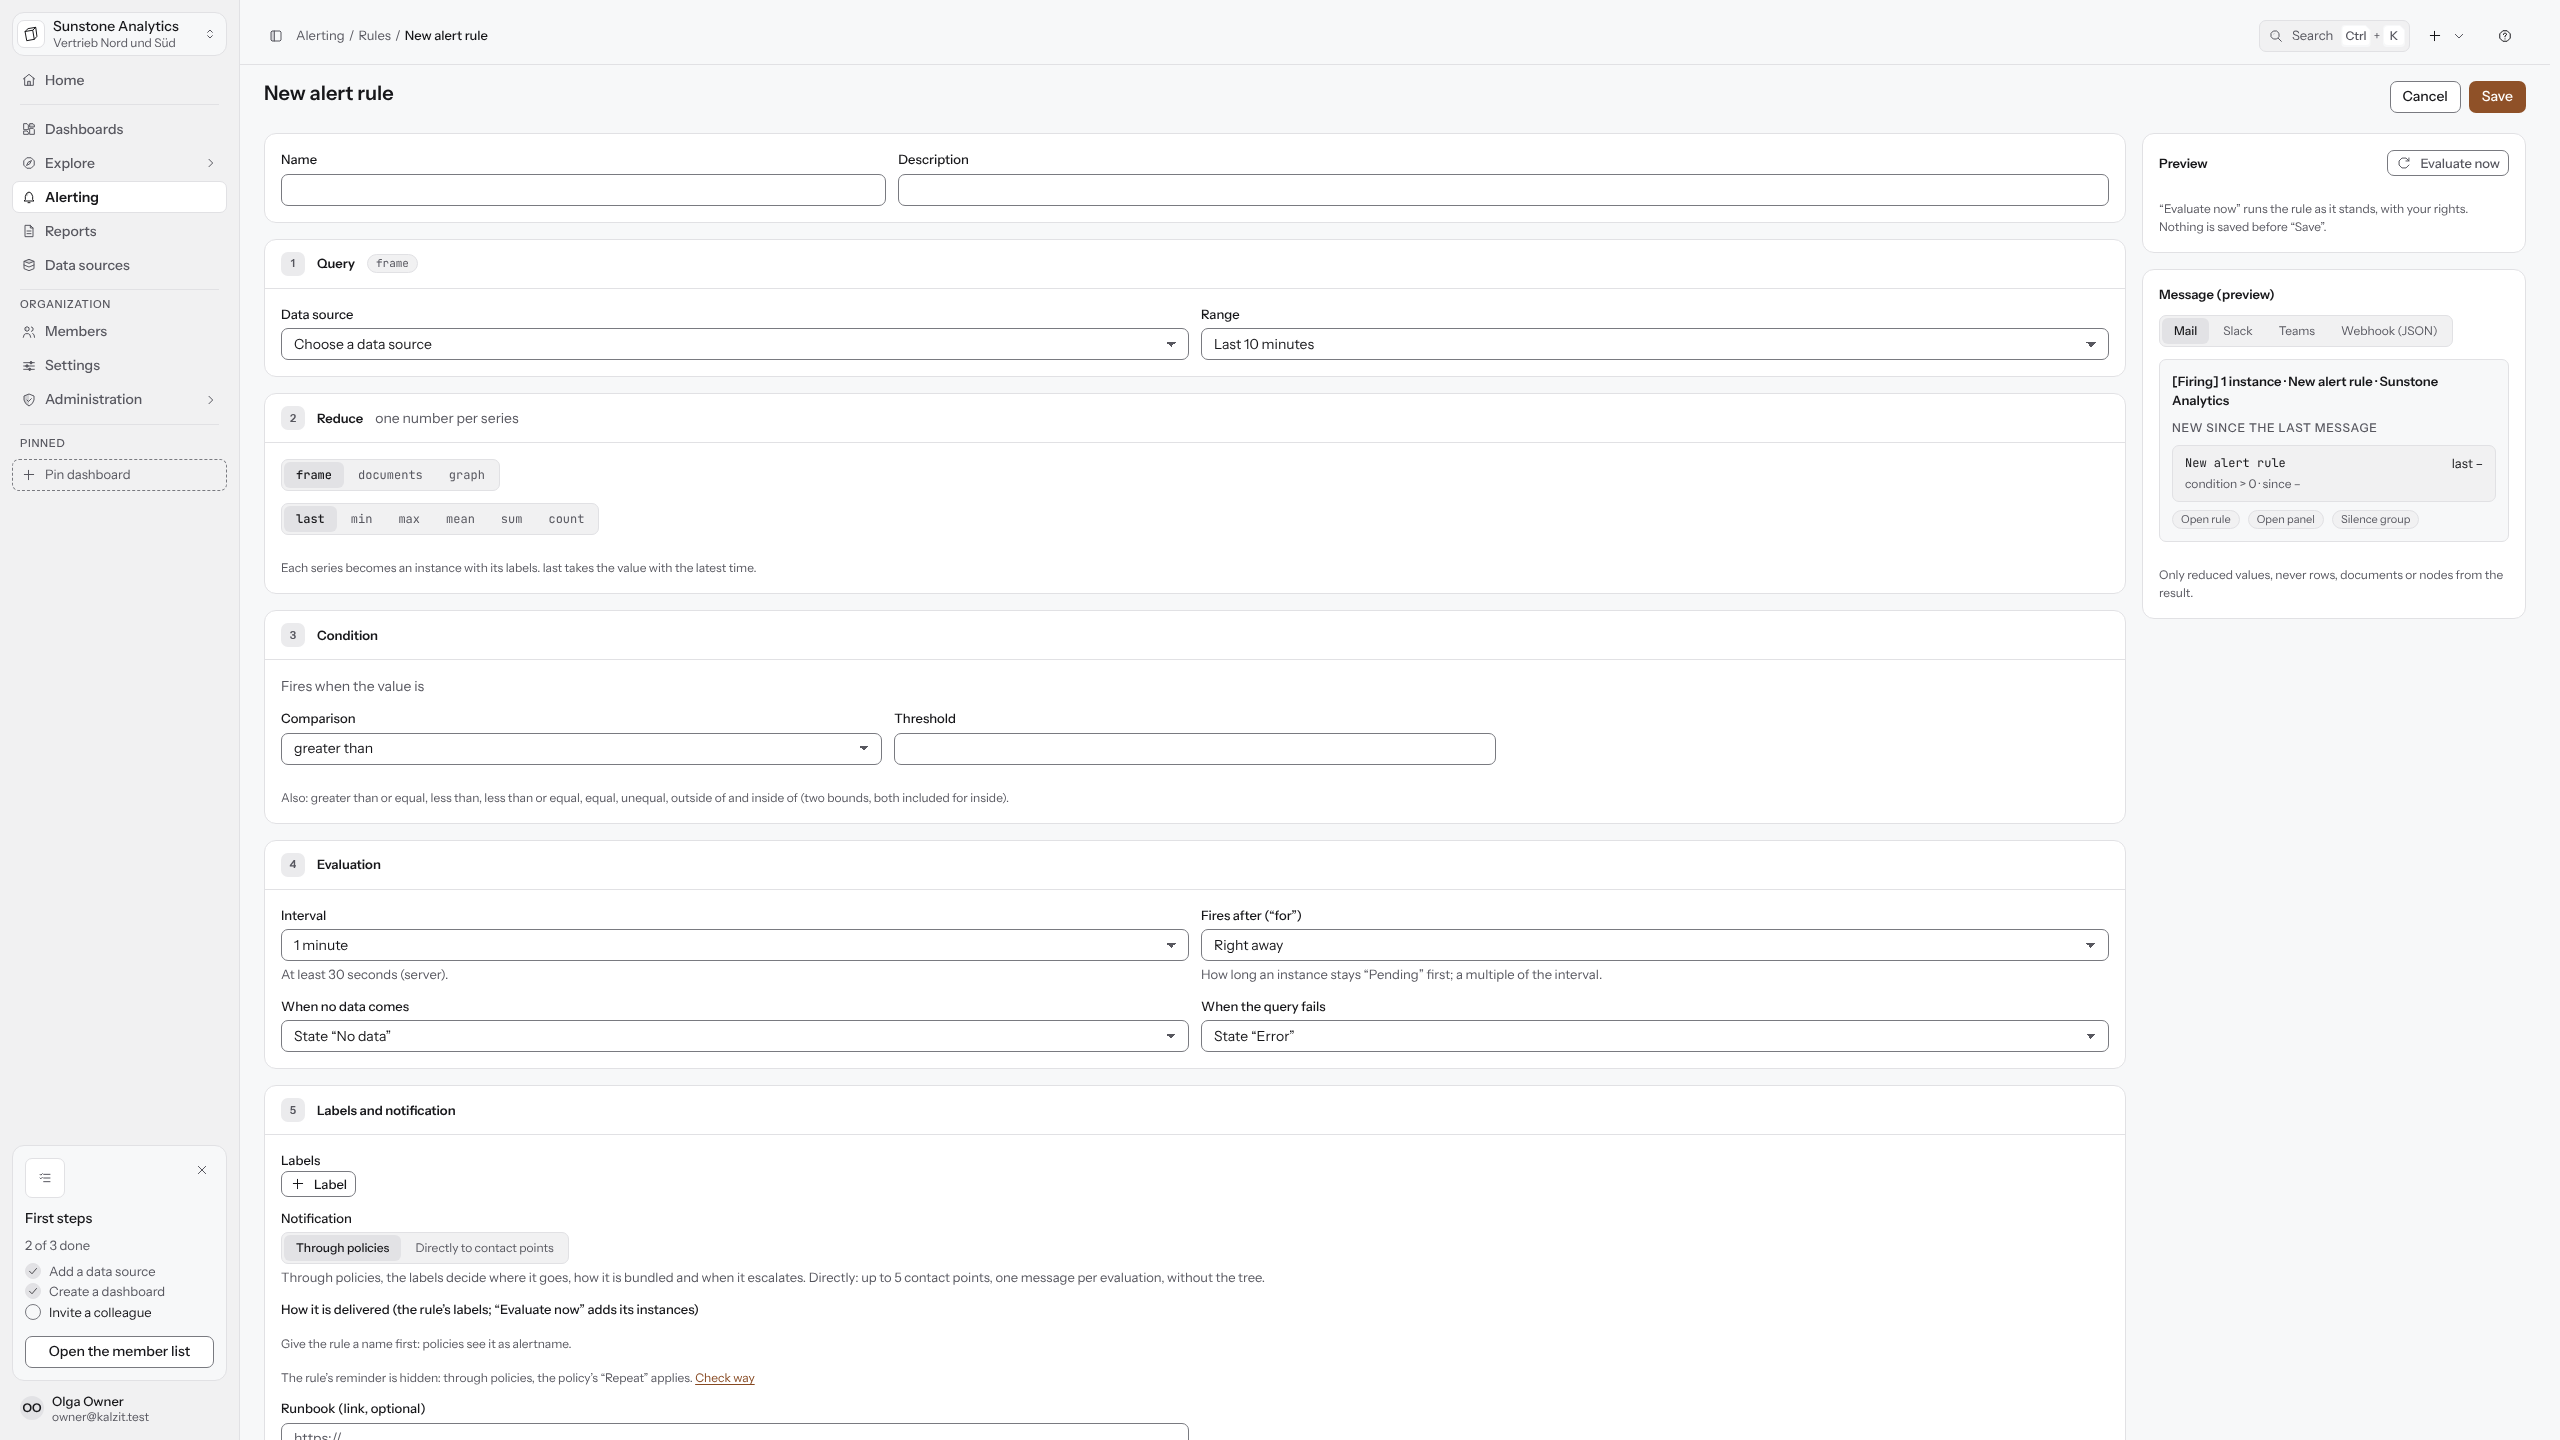 Sunstone Analytics
Vertrieb Nord und Süd
Home
Dashboards
Explore
Alerting
Reports
Data sources
ORGANIZATION
Members
Settings
Administration
PINNED
Pin dashboard
First steps
2 of 3 done
Add a data source
Create a dashboard
Invite a colleague
Open the member list
OO
Olga Owner
owner@kalzit.test
Alerting / Rules / New alert rule
Search Ctrl + K
New alert rule
Cancel
Save
Name
Description
1 Query frame
Data source
Choose a data source
Range
Last 10 minutes
2 Reduce one number per series
frame documents graph
last min max mean sum count
Each series becomes an instance with its labels. last takes the value with the latest time.
3 Condition
Fires when the value is
Comparison
greater than
Threshold
Also: greater than or equal, less than, less than or equal, equal, unequal, outside of and inside of (two bounds, both included for inside).
4 Evaluation
Interval
1 minute
At least 30 seconds (server).
Fires after (“for”)
Right away
How long an instance stays “Pending” first; a multiple of the interval.
When no data comes
State “No data”
When the query fails
State “Error”
5 Labels and notification
Labels
+ Label
Notification
Through policies Directly to contact points
Through policies, the labels decide where it goes, how it is bundled and when it escalates. Directly: up to 5 contact points, one message per evaluation, without the tree.
How it is delivered (the rule’s labels; “Evaluate now” adds its instances)
Give the rule a name first: policies see it as alertname.
The rule’s reminder is hidden: through policies, the policy’s “Repeat” applies. Check way
Runbook (link, optional)
https://
Preview
Evaluate now
“Evaluate now” runs the rule as it stands, with your rights.
Nothing is saved before “Save”.
Message (preview)
Mail Slack Teams Webhook (JSON)
[Firing] 1 instance · New alert rule · Sunstone
Analytics
NEW SINCE THE LAST MESSAGE
New alert rule last –
condition > 0 · since –
Open rule Open panel Silence group
Only reduced values, never rows, documents or nodes from the
result.